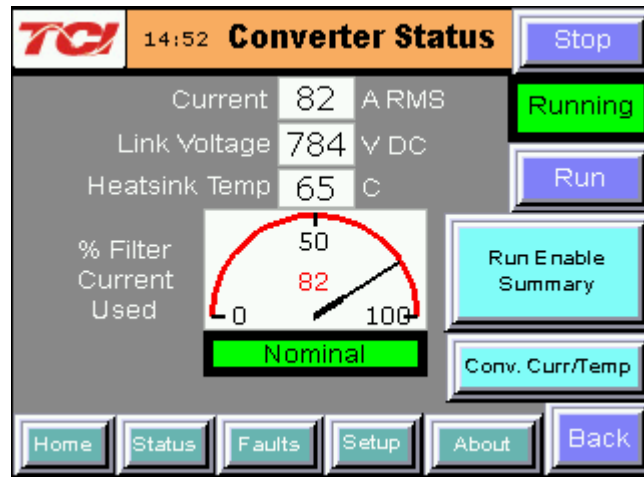 TCI 14:52 Converter Status Stop
Current 82 A RMS Running
Link Voltage 784 V DC
Heatsink Temp 65 C Run
% Filter
Current
Used
50
82
0 100
Nominal
Run Enable
Summary
Conv. Curr/Temp
Home Status Faults Setup About Back